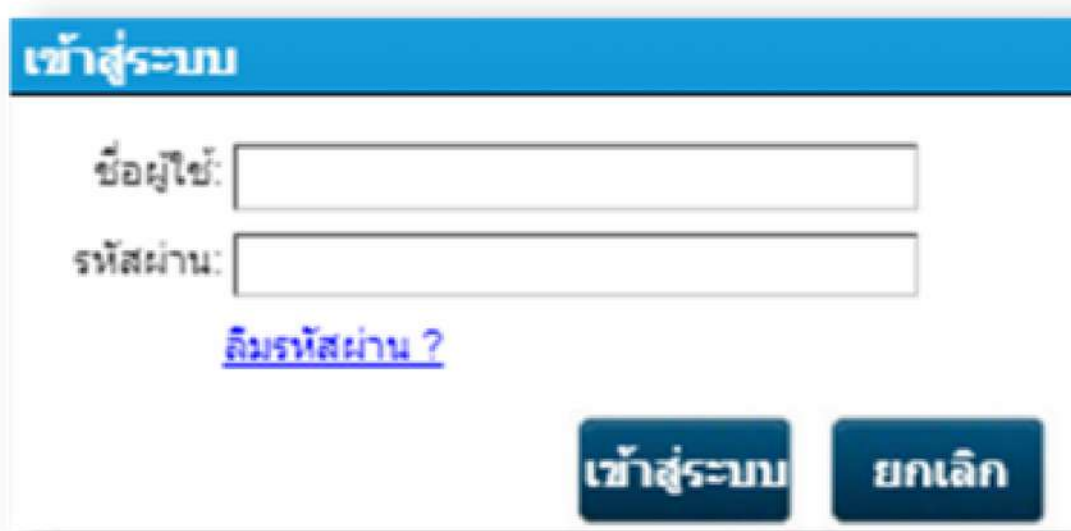 เข้าสู่ระบบ
ชื่อผู้ใช้:
รหัสผ่าน:
ลืมรหัสผ่าน ?
เข้าสู่ระบบ ยกเลิก